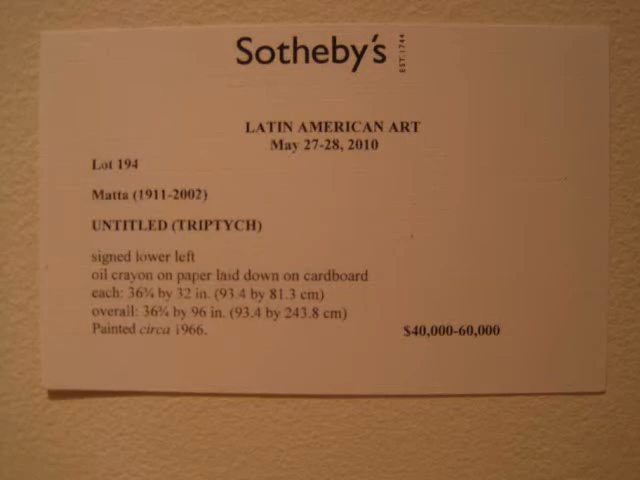 Sotheby's EST. 1744
LATIN AMERICAN ART
May 27-28, 2010
Lot 194
Matta (1911-2002)
UNTITLED (TRIPTYCH)
signed lower left
oil crayon on paper laid down on cardboard
each: 36¾ by 32 in. (93.4 by 81.3 cm)
overall: 36¾ by 96 in. (93.4 by 243.8 cm)
Painted circa 1966.
$40,000-60,000